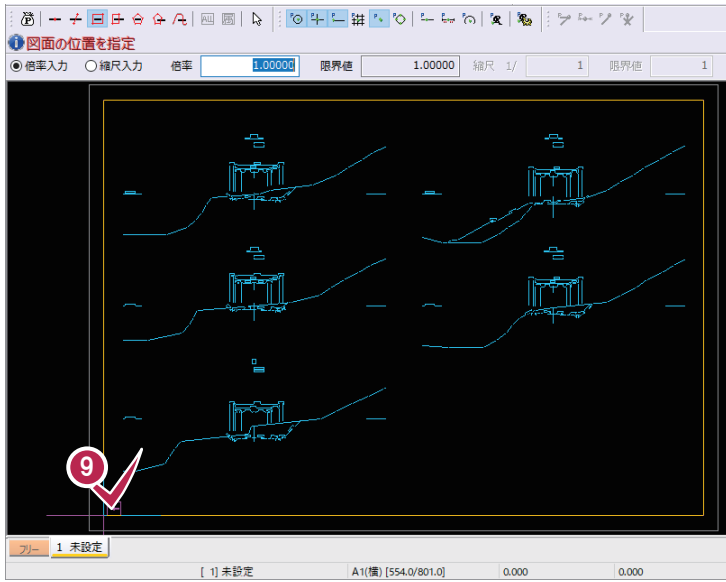 ALL
図面の位置を指定
倍率入力 縮尺入力 倍率 1.00000 限界値 1.00000 縮尺 1/ 1 限界値 1
9
フリー 1 未設定
[ 1] 未設定 A1(横) [554.0/801.0] 0.000 0.000